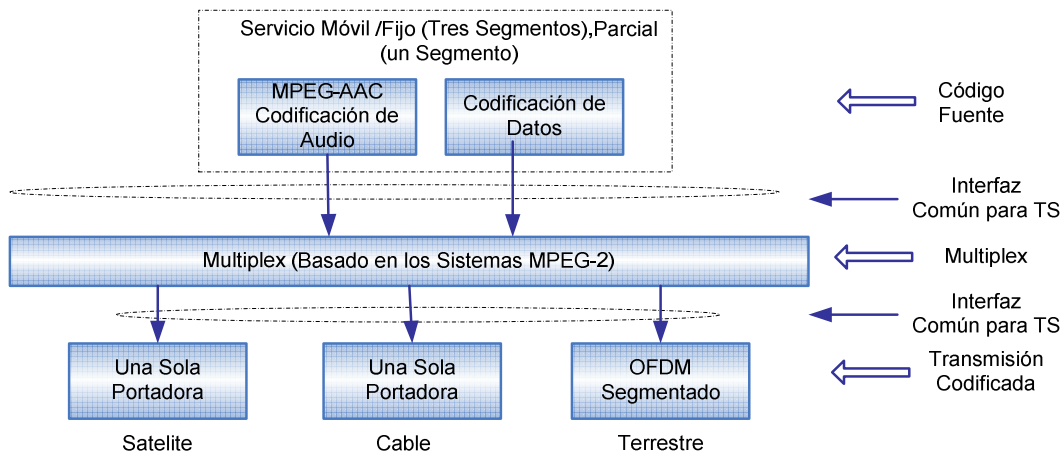 Servicio Móvil /Fijo (Tres Segmentos),Parcial
(un Segmento)
MPEG-AAC
Codificación de
Audio
Codificación de
Datos
Código
Fuente
Interfaz
Común para TS
Multiplex (Basado en los Sistemas MPEG-2)
Multiplex
Interfaz
Común para TS
Una Sola
Portadora
Una Sola
Portadora
OFDM
Segmentado
Transmisión
Codificada
Satelite
Cable
Terrestre